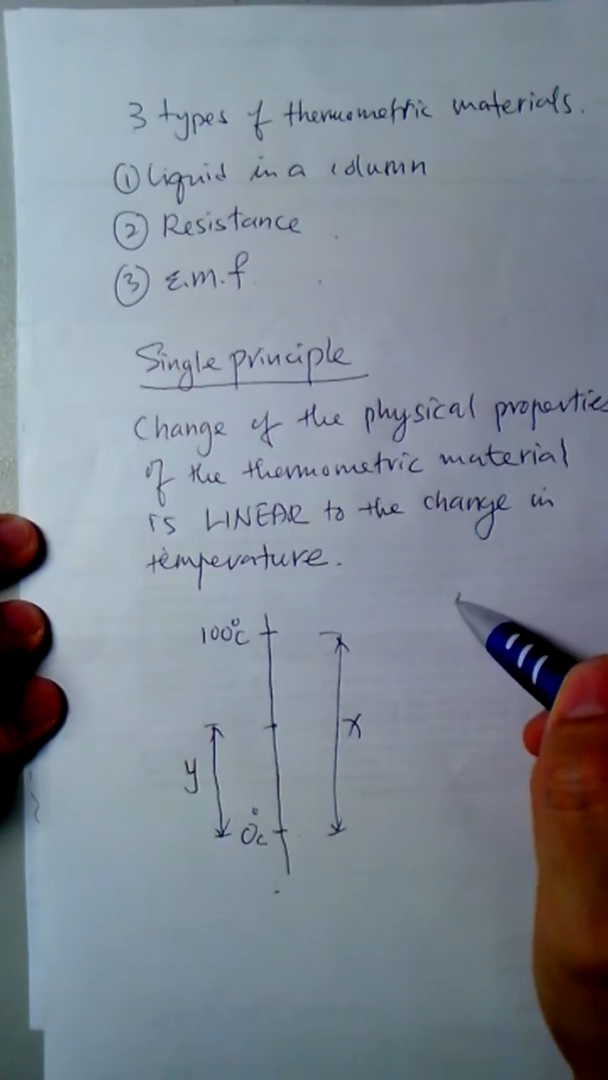 3 types of thermometric materials.
① Liquid in a column
② Resistance
③ E.m.f.
Single principle
Change of the physical propertie
of the thermometric material
is LINEAR to the change in
temperature.
100°C
x
y
0°C